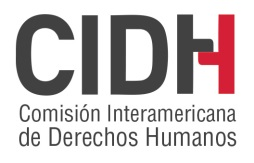 CIDH
Comisión Interamericana
de Derechos Humanos